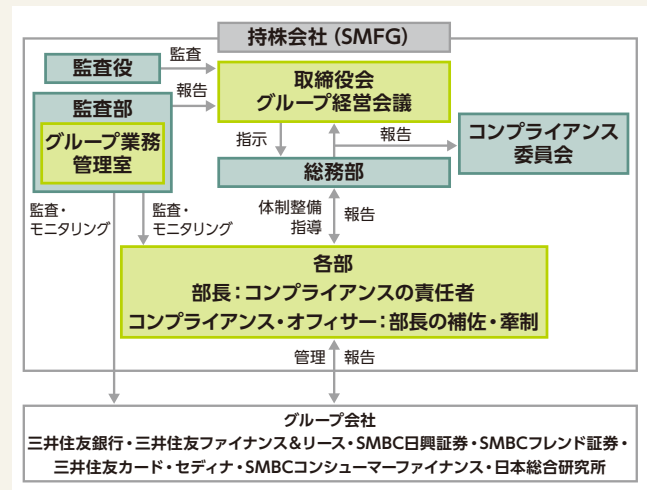 持株会社(SMFG)
監査役
監査
取締役会
グループ経営会議
監査部
報告
グループ業務
管理室
指示
報告
コンプライアンス
委員会
総務部
監査・
モニタリング
監査・
モニタリング
体制整備
指導
報告
各部
部長:コンプライアンスの責任者
コンプライアンス・オフィサー:部長の補佐・牽制
管理
報告
グループ会社
三井住友銀行・三井住友ファイナンス&リース・SMBC日興証券・SMBCフレンド証券・
三井住友カード・セディナ・SMBCコンシューマーファイナンス・日本総合研究所